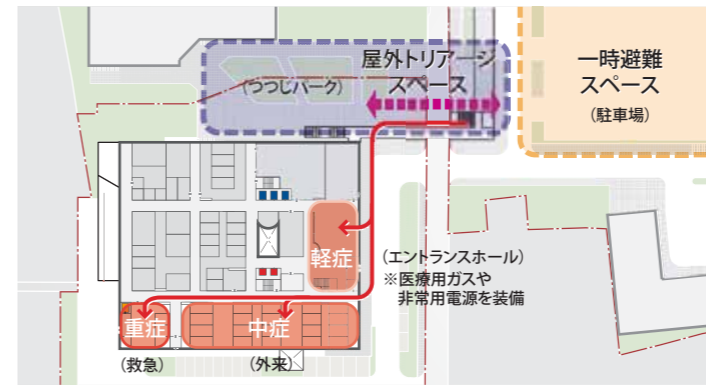 屋外トリアージ
スペース
(つつじパーク)
一時避難
スペース
(駐車場)
軽症
(エントランスホール)
※医療用ガスや
非常用電源を装備
重症
中症
(救急)
(外来)